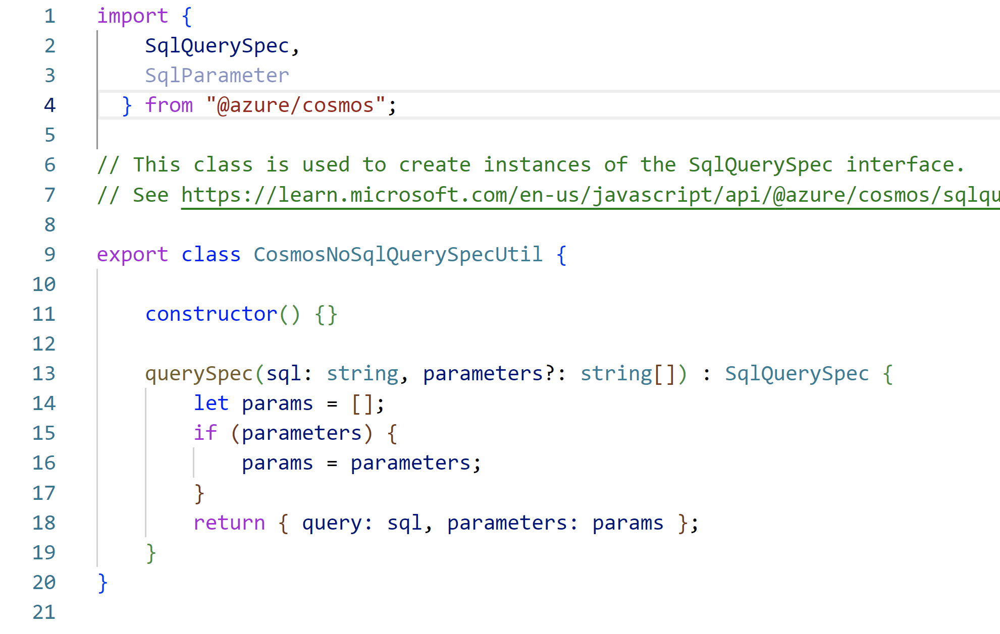 1 import {
2 SqlQuerySpec,
3 SqlParameter
4 } from "@azure/cosmos";
5
6 // This class is used to create instances of the SqlQuerySpec interface.
7 // See https://learn.microsoft.com/en-us/javascript/api/@azure/cosmos/sqlqu
8
9 export class CosmosNoSqlQuerySpecUtil {
10
11 constructor() {}
12
13 querySpec(sql: string, parameters?: string[]) : SqlQuerySpec {
14 let params = [];
15 if (parameters) {
16 params = parameters;
17 }
18 return { query: sql, parameters: params };
19 }
20 }
21